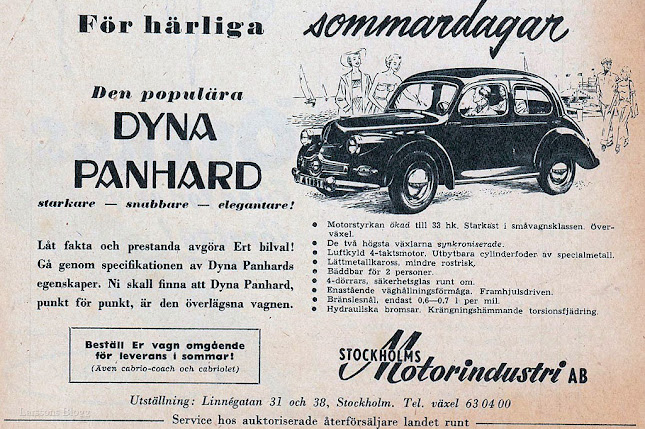 För härliga sommardagar
Den populära
DYNA
PANHARD
starkare — snabbare — elegantare!
Låt fakta och prestanda avgöra Ert bilval!
Gå genom specifikationen av Dyna Panhards
egenskaper. Ni skall finna att Dyna Panhard,
punkt för punkt, är den överlägsna vagnen.
Beställ Er vagn omgående
för leverans i sommar!
(Även cabrio-coach och cabriolet)
● Motorstyrkan ökad till 33 hk. Starkast i småvagnsklassen. Över-
växel.
● De två högsta växlarna synkroniserade.
● Luftkyld 4-taktsmotor. Utbytbara cylinderfoder av specialmetall.
● Lättmetallkaross, mindre rostrisk.
● Bäddbar för 2 personer.
● 4-dörrars, säkerhetsglas runt om.
● Enastående väghållningsförmåga. Framhjulsdriven.
● Bränslesnål, endast 0,6—0,7 l per mil.
● Hydrauliska bromsar. Krängningshämmande torsionsfjädring.
STOCKHOLMS
Motorindustri AB
Utställning: Linnégatan 31 och 38, Stockholm. Tel. växel 63 04 00
Service hos auktoriserade återförsäljare landet runt
Larssons Blogg